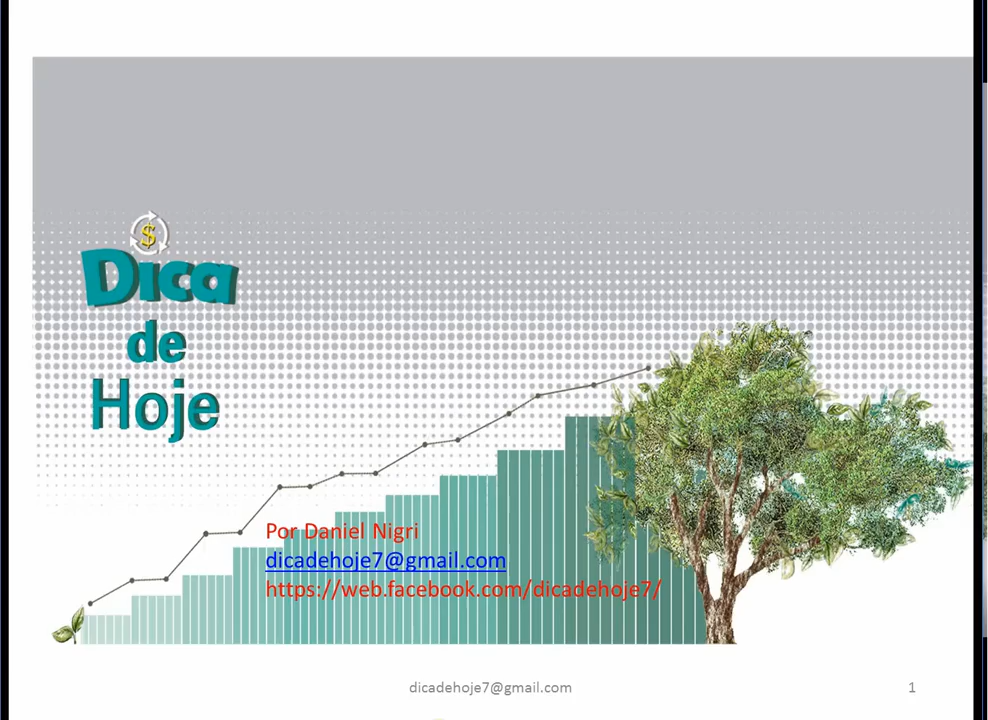 $
Dica
de
Hoje
Por Daniel Nigri
dicadehoje7@gmail.com
https://web.facebook.com/dicadehoje7/
dicadehoje7@gmail.com
1